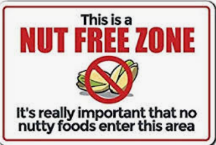 This is a
NUT FREE ZONE
It's really important that no
nutty foods enter this area